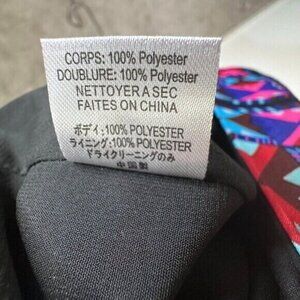 CORPS: 100% Polyester
DOUBLURE: 100% Polyester
NETTOYER A SEC
FAITES ON CHINA
ボディ:100% POLYESTER
ライニング:100% POLYESTER
ドライクリーニングのみ
中国製